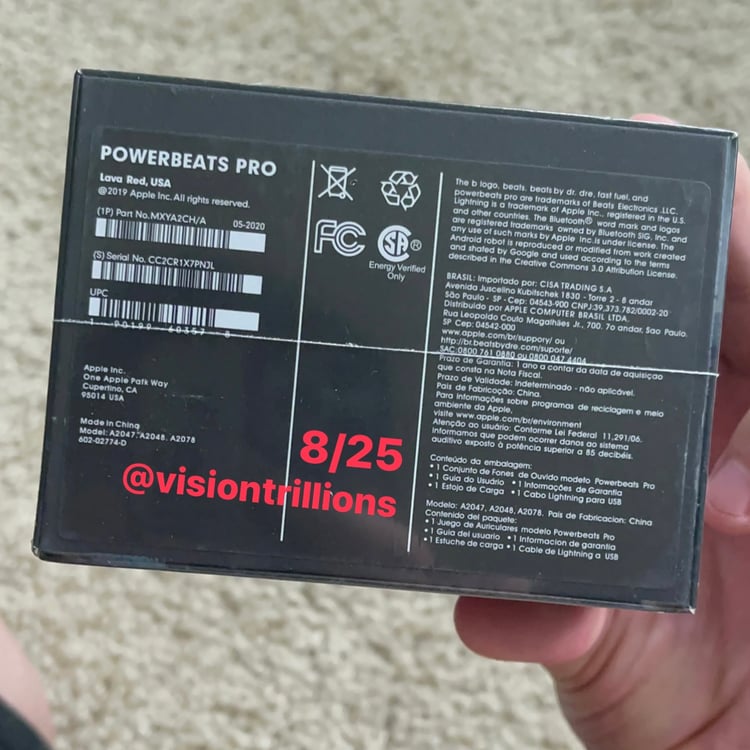 POWERBEATS PRO
Lava Red, USA
@2019 Apple Inc. All rights reserved.
(1P) Part No.MXYA2CH/A 05-2020
(S) Serial No. CC2CR1X7PNJL
UPC
1 90199 60357 8
Apple Inc.
One Apple Park Way
Cupertino, CA
95014 USA
Made in China
Model: A2047, A2048, A2078
602-02774-D
FC
SA®
Energy Verified
Only
The b logo, beats, beats by dr. dre, fast fuel, and
powerbeats pro are trademarks of Beats Electronics .LLC.
Lightning is a trademark of Apple Inc., registered in the U.S.
and other countries. The Bluetooth® word mark and logos
are registered trademarks owned by Bluetooth SIG, Inc. and
any use of such marks by Apple Inc.is under license. The
Android robot is reproduced or modified from work created
and shared by Google and used according to the terms
described in the Creative Commons 3.0 Attribution License.
BRASIL: Importado por: CISA TRADING S.A
Avenida Juscelino Kubitschek 1830 - Torre 2 - 8 andar
São Paulo - SP - Cep: 04543-900 CNPJ:39,373,782/0002-20
Distribuido por APPLE COMPUTER BRASIL LTDA.
Rua Leopoldo Couto Magalhães Jr., 700, 7o andar, Sao Paulo.
SP Cep: 04542-000
www.apple.com/br/suppory/ ou
http://br.beatsbydre.com/suporte/
SAC:0800 761 0880 ou 0800 047 4404
Prazo de Garantia: 1 ano a contar da data de aquisição
que consta na Nota Fiscal.
Prazo de Validade: Indeterminado - não aplicável.
País de Fabricação: China.
Para informações sobre programas de reciclagem e meio
ambiente da Apple,
visite www.apple.com/br/environment
Atenção ao usuário: Conforme Lei Federal 11,291/06.
informamos que podem ocorrer danos ao sistema
auditivo exposto à potência superior a 85 decibéis.
Conteúdo da embalagem:
• 1 Conjunto de Fones de Ouvido modelo Powerbeats Pro
• 1 Guia do Usuário • 1 Informações de Garantia
• 1 Estojo de Carga • 1 Cabo Lightning para USB
Modelo: A2047, A2048, A2078. País de Fabricacion: China
Contenido del paquete:
• 1 Juego de Auriculares modelo Powerbeats Pro
• 1 Guia del usuario • 1 Informacion de garantia
• 1 Estuche de carga • 1 Cable de Lightning a USB
8/25
@visiontrillions